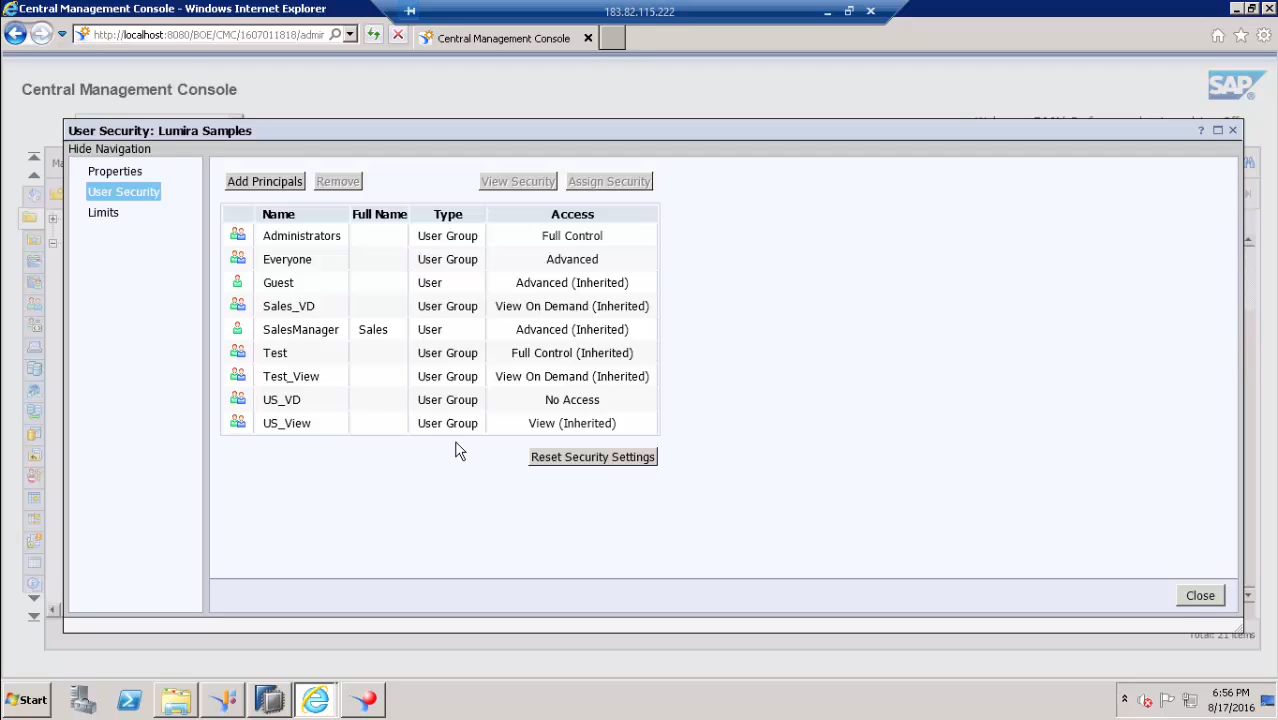 Central Management Console - Windows Internet Explorer
183.82.115.222
http://localhost:8080/BOE/CMC/1607011818/admir
Central Management Console
Central Management Console
SAP
User Security: Lumira Samples
?
Hide Navigation
Properties
User Security
Limits
Add Principals Remove View Security Assign Security
Name Full Name Type Access
Administrators User Group Full Control
Everyone User Group Advanced
Guest User Advanced (Inherited)
Sales_VD User Group View On Demand (Inherited)
SalesManager Sales User Advanced (Inherited)
Test User Group Full Control (Inherited)
Test_View User Group View On Demand (Inherited)
US_VD User Group No Access
US_View User Group View (Inherited)
Reset Security Settings
Close
Total: 21 items
Start
6:56 PM
8/17/2016